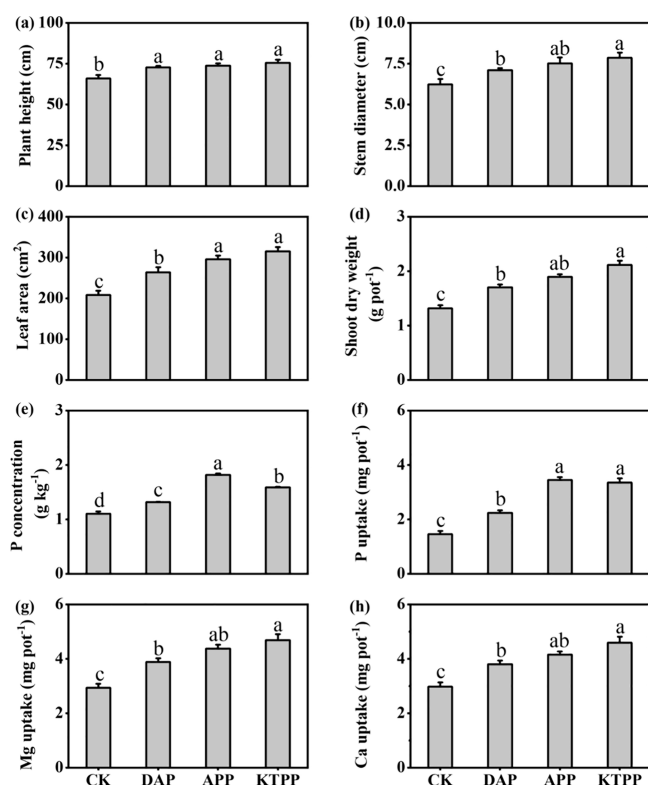 (a)
Plant height (cm)
100
75
50
25
0
b
a
a
a
(b)
Stem diameter (cm)
10.0
7.5
5.0
2.5
0.0
c
b
ab
a
(c)
Leaf area (cm²)
400
300
200
100
0
c
b
a
a
(d)
Shoot dry weight
(g pot⁻¹)
3
2
1
0
c
b
ab
a
(e)
P concentration
(g kg⁻¹)
3
2
1
0
d
c
a
b
(f)
P uptake (mg pot⁻¹)
6
4
2
0
c
b
a
a
(g)
Mg uptake (mg pot⁻¹)
6
4
2
0
c
b
ab
a
CK DAP APP KTPP
(h)
Ca uptake (mg pot⁻¹)
6
4
2
0
c
b
ab
a
CK DAP APP KTPP